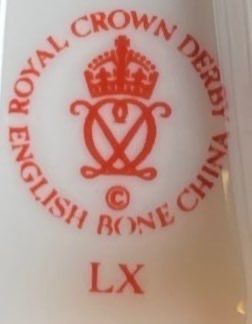 ROYAL CROWN DERBY
ENGLISH BONE CHINA
©
LX